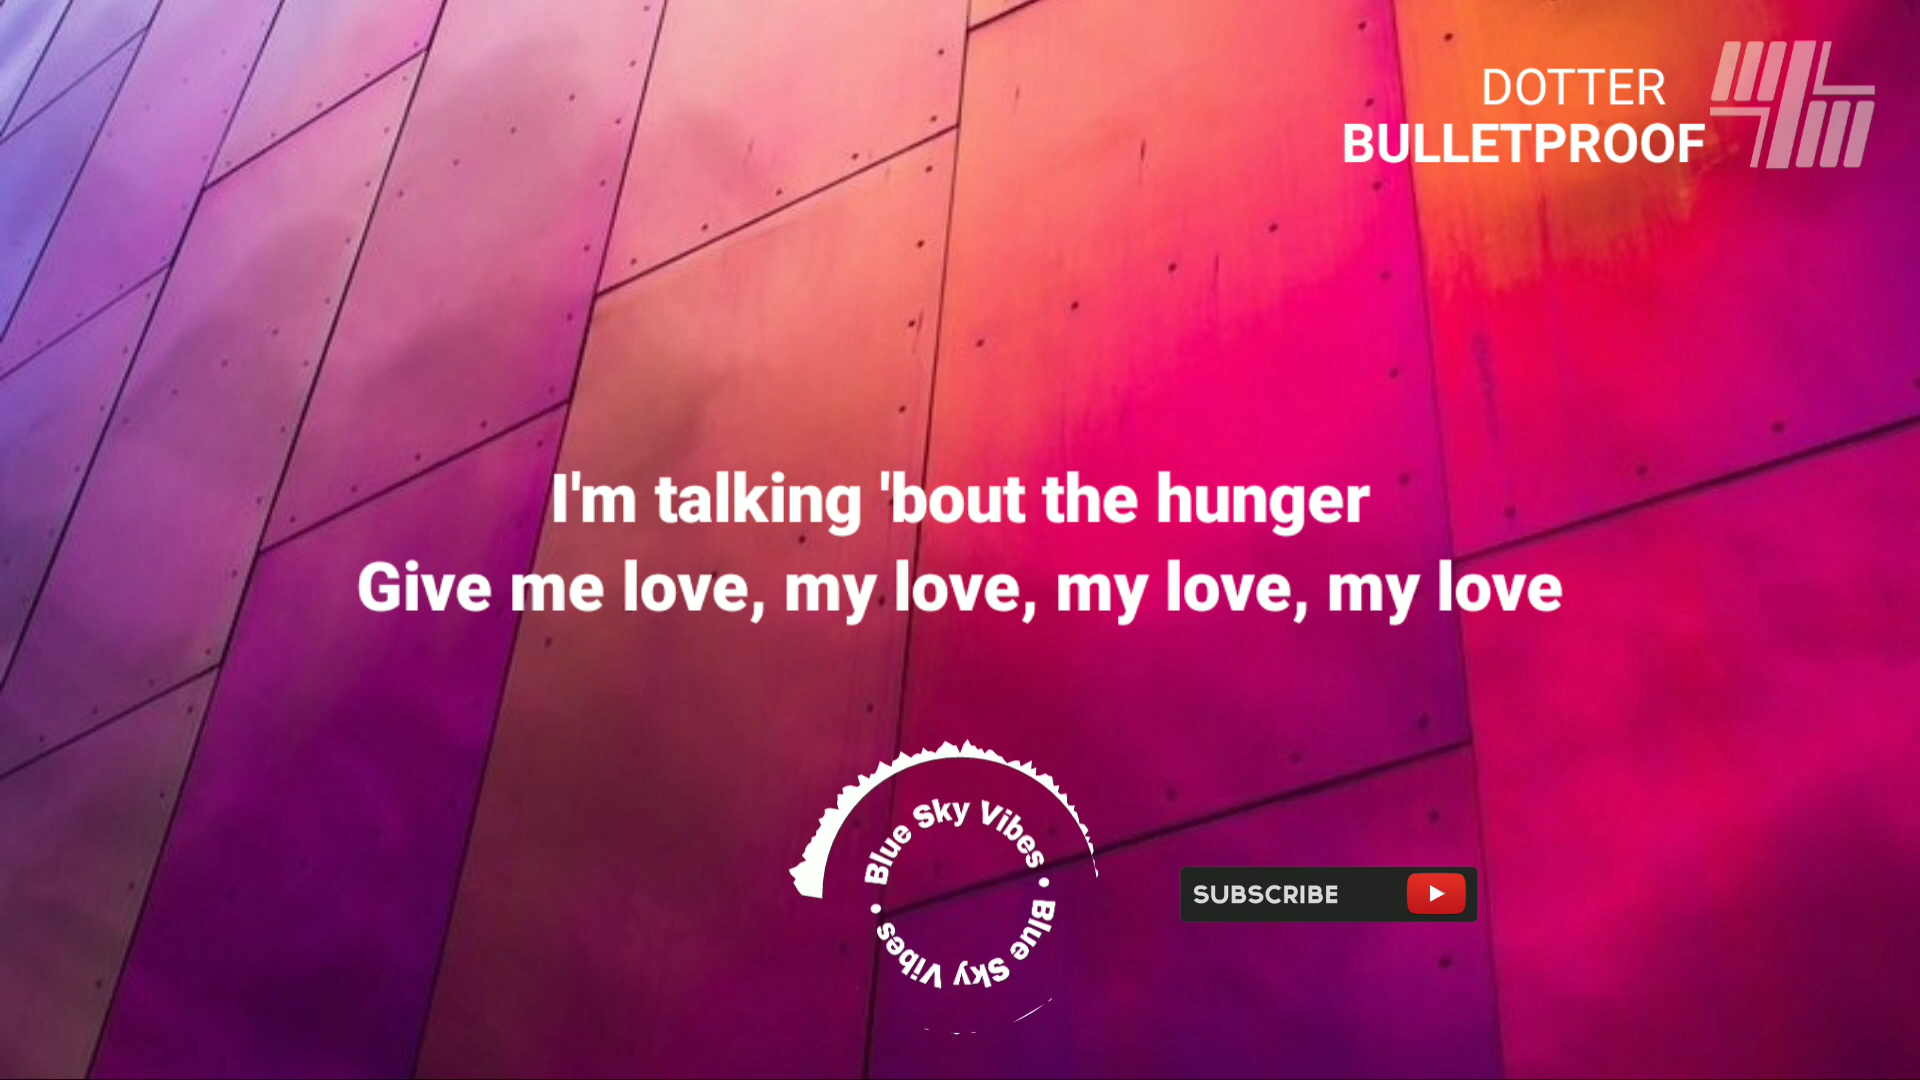 DOTTER
BULLETPROOF
I'm talking 'bout the hunger
Give me love, my love, my love, my love
Blue Sky Vibes • Blue Sky Vibes •
SUBSCRIBE